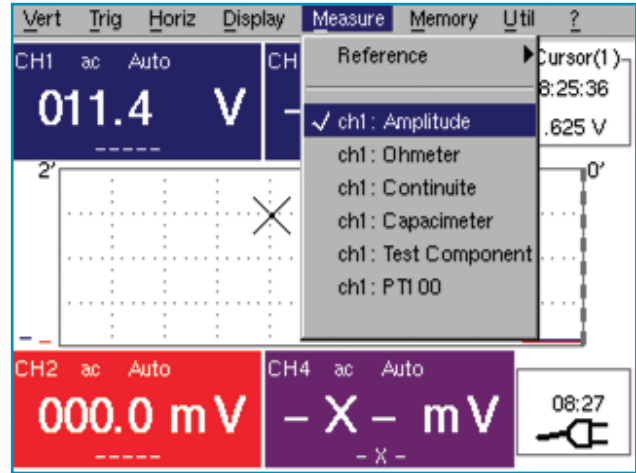 Vert Trig Horiz Display Measure Memory Util ?
CH1 ac Auto
011.4 V
-----
CH
-
Reference
✓ ch1 : Amplitude
ch1 : Ohmeter
ch1 : Continuite
ch1 : Capacimeter
ch1 : Test Component
ch1 : PT100
Cursor(1)
8:25:36
.625 V
2'
0'
CH2 ac Auto
000.0 mV
-----
CH4 ac Auto
- X - mV
- X -
08:27